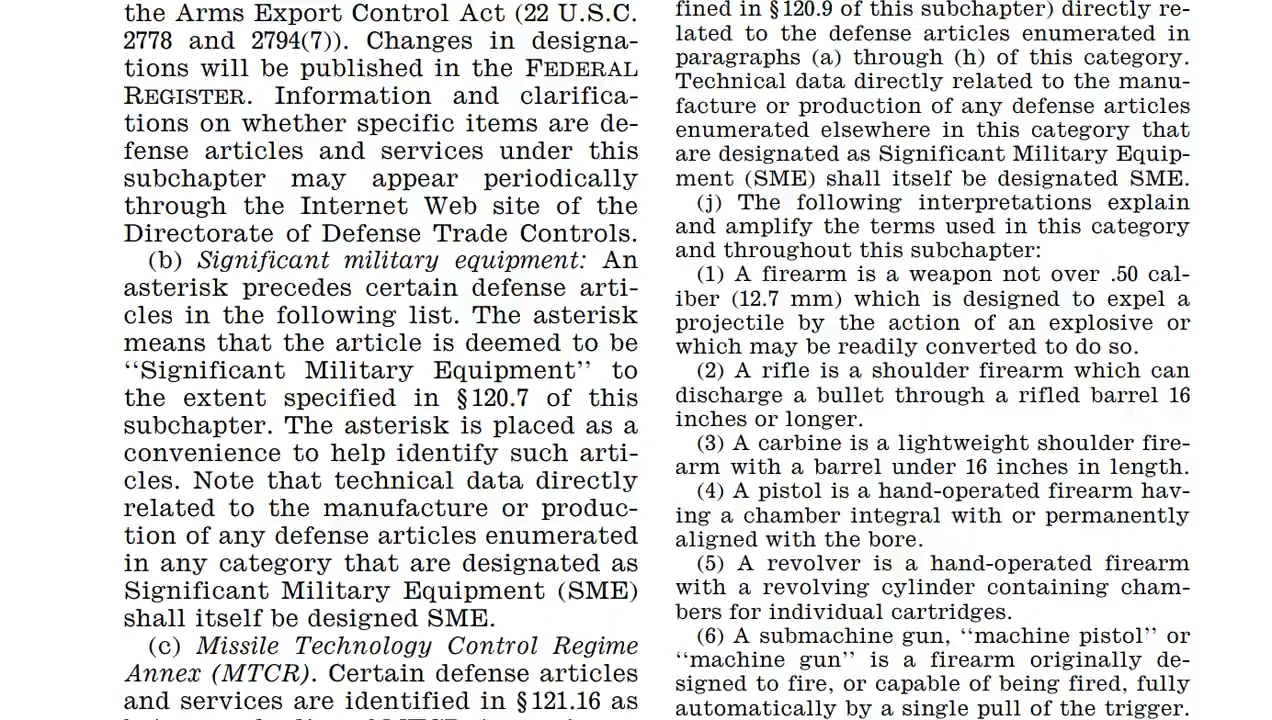 the Arms Export Control Act (22 U.S.C.
2778 and 2794(7)). Changes in designa-
tions will be published in the FEDERAL
REGISTER. Information and clarifica-
tions on whether specific items are de-
fense articles and services under this
subchapter may appear periodically
through the Internet Web site of the
Directorate of Defense Trade Controls.
(b) Significant military equipment: An
asterisk precedes certain defense arti-
cles in the following list. The asterisk
means that the article is deemed to be
‘‘Significant Military Equipment’’ to
the extent specified in §120.7 of this
subchapter. The asterisk is placed as a
convenience to help identify such arti-
cles. Note that technical data directly
related to the manufacture or produc-
tion of any defense articles enumerated
in any category that are designated as
Significant Military Equipment (SME)
shall itself be designed SME.
(c) Missile Technology Control Regime
Annex (MTCR). Certain defense articles
and services are identified in §121.16 as
fined in §120.9 of this subchapter) directly re-
lated to the defense articles enumerated in
paragraphs (a) through (h) of this category.
Technical data directly related to the manu-
facture or production of any defense articles
enumerated elsewhere in this category that
are designated as Significant Military Equip-
ment (SME) shall itself be designated SME.
(j) The following interpretations explain
and amplify the terms used in this category
and throughout this subchapter:
(1) A firearm is a weapon not over .50 cal-
iber (12.7 mm) which is designed to expel a
projectile by the action of an explosive or
which may be readily converted to do so.
(2) A rifle is a shoulder firearm which can
discharge a bullet through a rifled barrel 16
inches or longer.
(3) A carbine is a lightweight shoulder fire-
arm with a barrel under 16 inches in length.
(4) A pistol is a hand-operated firearm hav-
ing a chamber integral with or permanently
aligned with the bore.
(5) A revolver is a hand-operated firearm
with a revolving cylinder containing cham-
bers for individual cartridges.
(6) A submachine gun, ‘‘machine pistol’’ or
‘‘machine gun’’ is a firearm originally de-
signed to fire, or capable of being fired, fully
automatically by a single pull of the trigger.